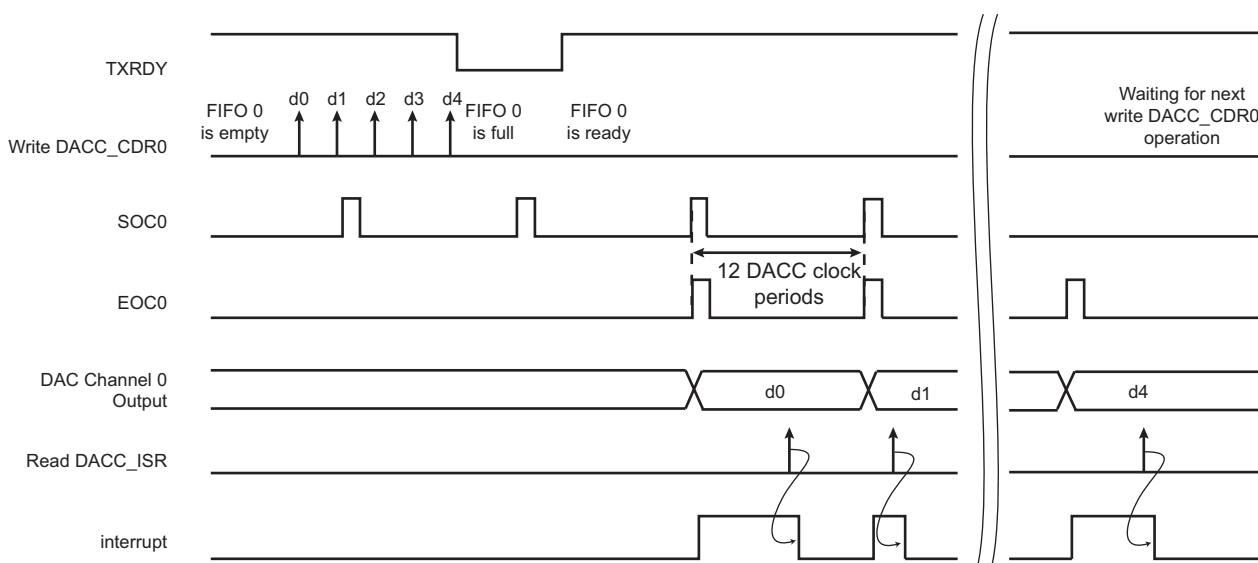 TXRDY
FIFO 0
is empty
d0
d1
d2
d3
d4
FIFO 0
is full
FIFO 0
is ready
Waiting for next
write DACC_CDR0
operation
Write DACC_CDR0
SOC0
12 DACC clock
periods
EOC0
DAC Channel 0
Output
d0
d1
d4
Read DACC_ISR
interrupt